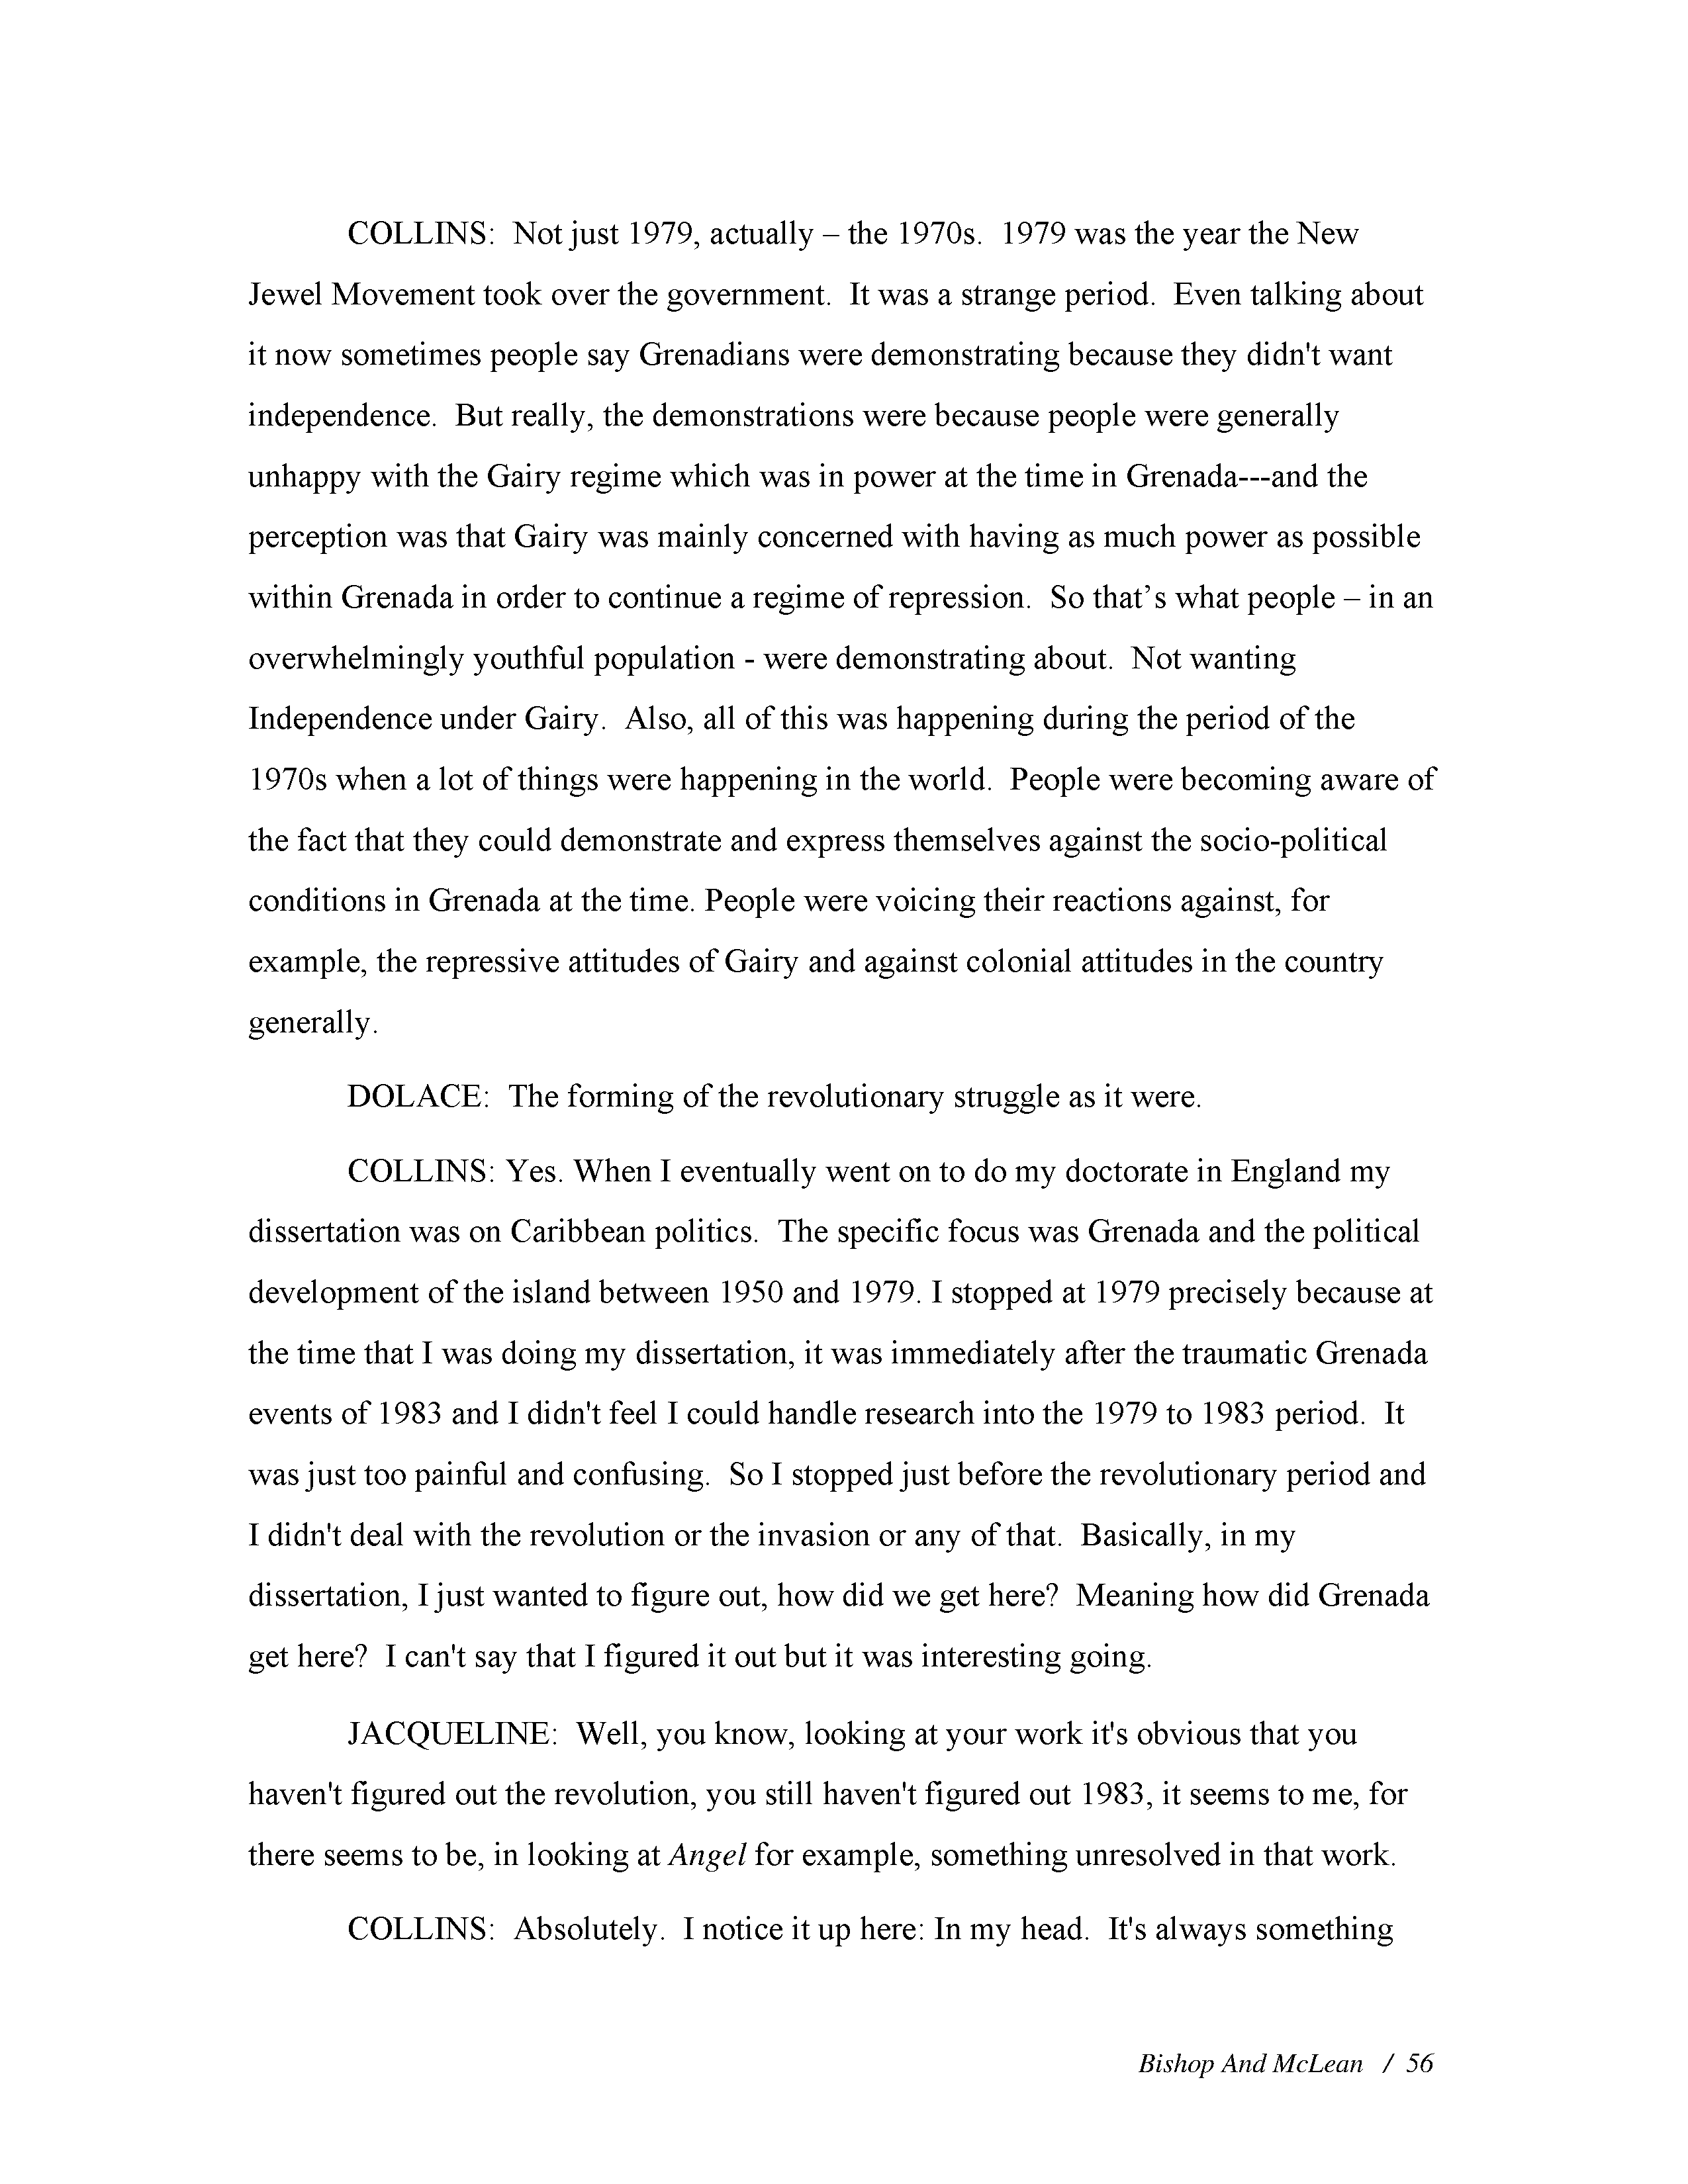 COLLINS:  Not just 1979, actually – the 1970s.  1979 was the year the New
Jewel Movement took over the government.  It was a strange period.  Even talking about
it now sometimes people say Grenadians were demonstrating because they didn't want
independence.  But really, the demonstrations were because people were generally
unhappy with the Gairy regime which was in power at the time in Grenada---and the
perception was that Gairy was mainly concerned with having as much power as possible
within Grenada in order to continue a regime of repression.  So that’s what people – in an
overwhelmingly youthful population - were demonstrating about.  Not wanting
Independence under Gairy.  Also, all of this was happening during the period of the
1970s when a lot of things were happening in the world.  People were becoming aware of
the fact that they could demonstrate and express themselves against the socio-political
conditions in Grenada at the time. People were voicing their reactions against, for
example, the repressive attitudes of Gairy and against colonial attitudes in the country
generally.
DOLACE:  The forming of the revolutionary struggle as it were.
COLLINS: Yes. When I eventually went on to do my doctorate in England my
dissertation was on Caribbean politics.  The specific focus was Grenada and the political
development of the island between 1950 and 1979. I stopped at 1979 precisely because at
the time that I was doing my dissertation, it was immediately after the traumatic Grenada
events of 1983 and I didn't feel I could handle research into the 1979 to 1983 period.  It
was just too painful and confusing.  So I stopped just before the revolutionary period and
I didn't deal with the revolution or the invasion or any of that.  Basically, in my
dissertation, I just wanted to figure out, how did we get here?  Meaning how did Grenada
get here?  I can't say that I figured it out but it was interesting going.
JACQUELINE:  Well, you know, looking at your work it's obvious that you
haven't figured out the revolution, you still haven't figured out 1983, it seems to me, for
there seems to be, in looking at Angel for example, something unresolved in that work.
COLLINS:  Absolutely.  I notice it up here: In my head.  It's always something
Bishop And McLean  /  56